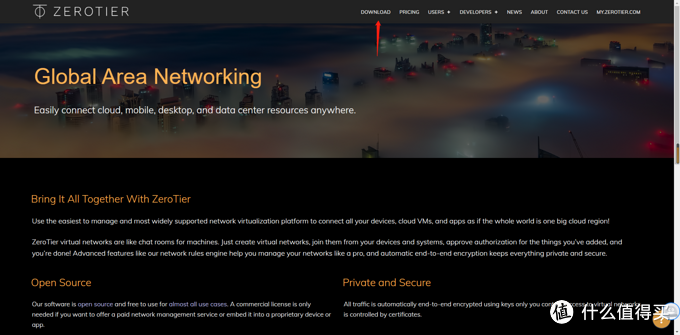 ZEROTIER
DOWNLOAD PRICING USERS + DEVELOPERS + NEWS ABOUT CONTACT US MY.ZEROTIER.COM
Global Area Networking
Easily connect cloud, mobile, desktop, and data center resources anywhere.
Bring It All Together With ZeroTier
Use the easiest to manage and most widely supported network virtualization platform to connect all your devices, cloud VMs, and apps as if the whole world is one big cloud region!
ZeroTier virtual networks are like chat rooms for machines. Just create virtual networks, join them from your devices and systems, approve authorization for the things you've added, and
you're done! Advanced features like our network rules engine help you manage your networks like a pro, and automatic end-to-end encryption keeps everything private and secure.
Open Source
Our software is open source and free to use for almost all use cases. A commercial license is only
needed if you want to offer a paid network management service or embed it into a proprietary device or
app.
Private and Secure
All traffic is automatically end-to-end encrypted using keys only you to virtual
is controlled by certificates.
值 什么值得买